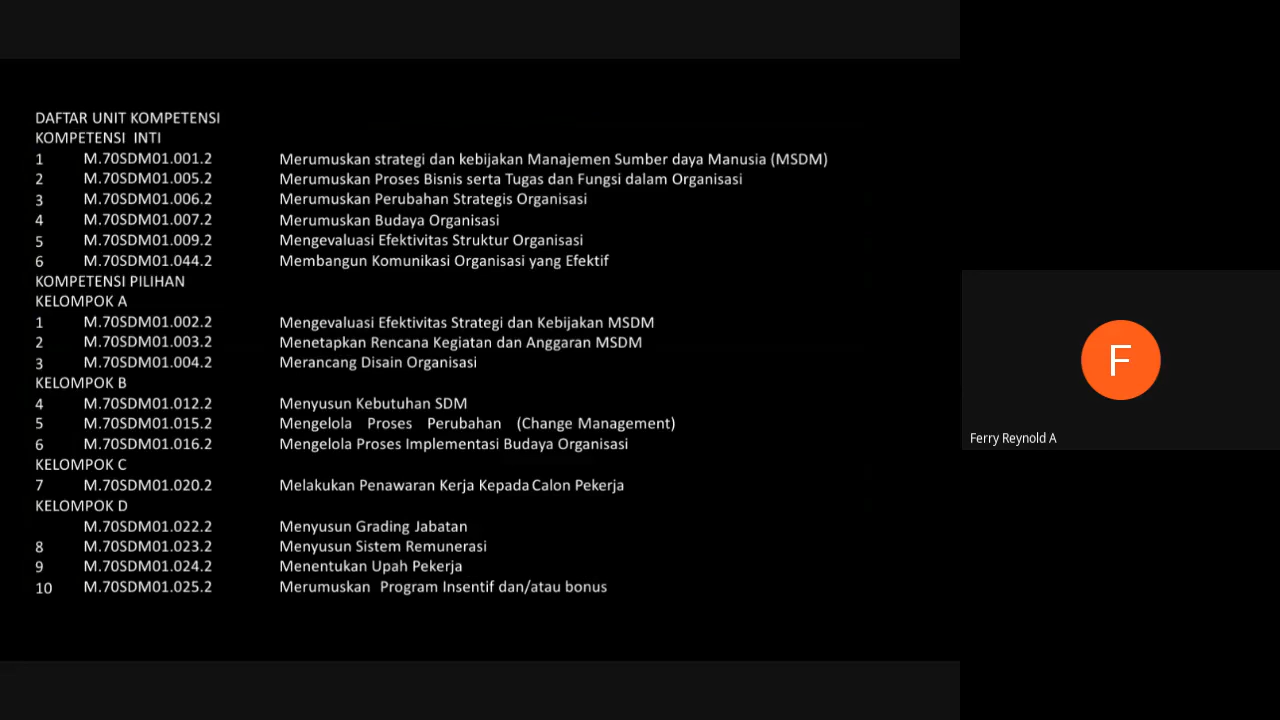 DAFTAR UNIT KOMPETENSI
KOMPETENSI INTI
1 M.70SDM01.001.2 Merumuskan strategi dan kebijakan Manajemen Sumber daya Manusia (MSDM)
2 M.70SDM01.005.2 Merumuskan Proses Bisnis serta Tugas dan Fungsi dalam Organisasi
3 M.70SDM01.006.2 Merumuskan Perubahan Strategis Organisasi
4 M.70SDM01.007.2 Merumuskan Budaya Organisasi
5 M.70SDM01.009.2 Mengevaluasi Efektivitas Struktur Organisasi
6 M.70SDM01.044.2 Membangun Komunikasi Organisasi yang Efektif
KOMPETENSI PILIHAN
KELOMPOK A
1 M.70SDM01.002.2 Mengevaluasi Efektivitas Strategi dan Kebijakan MSDM
2 M.70SDM01.003.2 Menetapkan Rencana Kegiatan dan Anggaran MSDM
3 M.70SDM01.004.2 Merancang Disain Organisasi
KELOMPOK B
4 M.70SDM01.012.2 Menyusun Kebutuhan SDM
5 M.70SDM01.015.2 Mengelola Proses Perubahan (Change Management)
6 M.70SDM01.016.2 Mengelola Proses Implementasi Budaya Organisasi
KELOMPOK C
7 M.70SDM01.020.2 Melakukan Penawaran Kerja Kepada Calon Pekerja
KELOMPOK D
M.70SDM01.022.2 Menyusun Grading Jabatan
8 M.70SDM01.023.2 Menyusun Sistem Remunerasi
9 M.70SDM01.024.2 Menentukan Upah Pekerja
10 M.70SDM01.025.2 Merumuskan Program Insentif dan/atau bonus
F
Ferry Reynold A